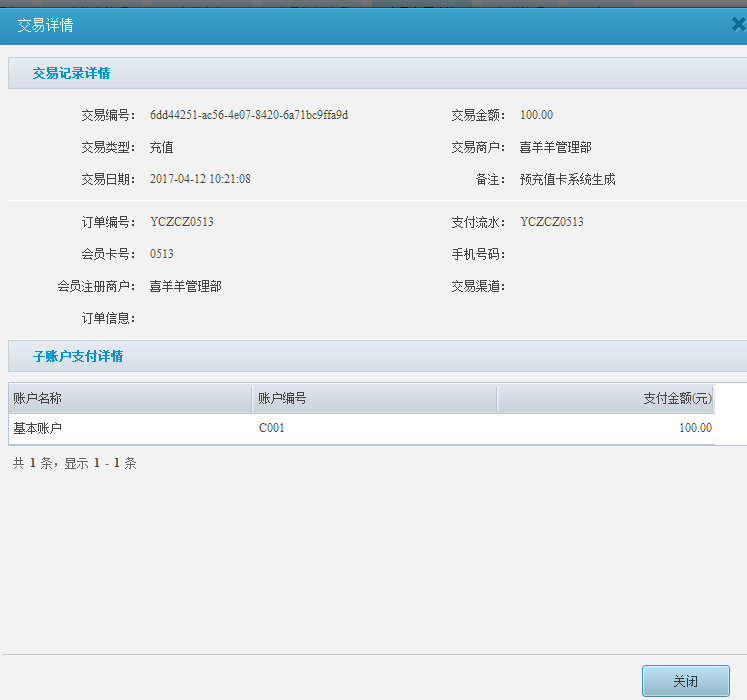 交易详情
交易记录详情
交易编号： 6dd44251-ac56-4e07-8420-6a71bc9ffa9d 交易金额： 100.00
交易类型： 充值 交易商户： 喜羊羊管理部
交易日期： 2017-04-12 10:21:08 备注： 预充值卡系统生成
订单编号： YCZCZ0513 支付流水： YCZCZ0513
会员卡号： 0513 手机号码：
会员注册商户： 喜羊羊管理部 交易渠道：
订单信息：
子账户支付详情
账户名称 账户编号 支付金额(元)
基本账户 C001 100.00
共 1 条，显示 1 - 1 条
关闭